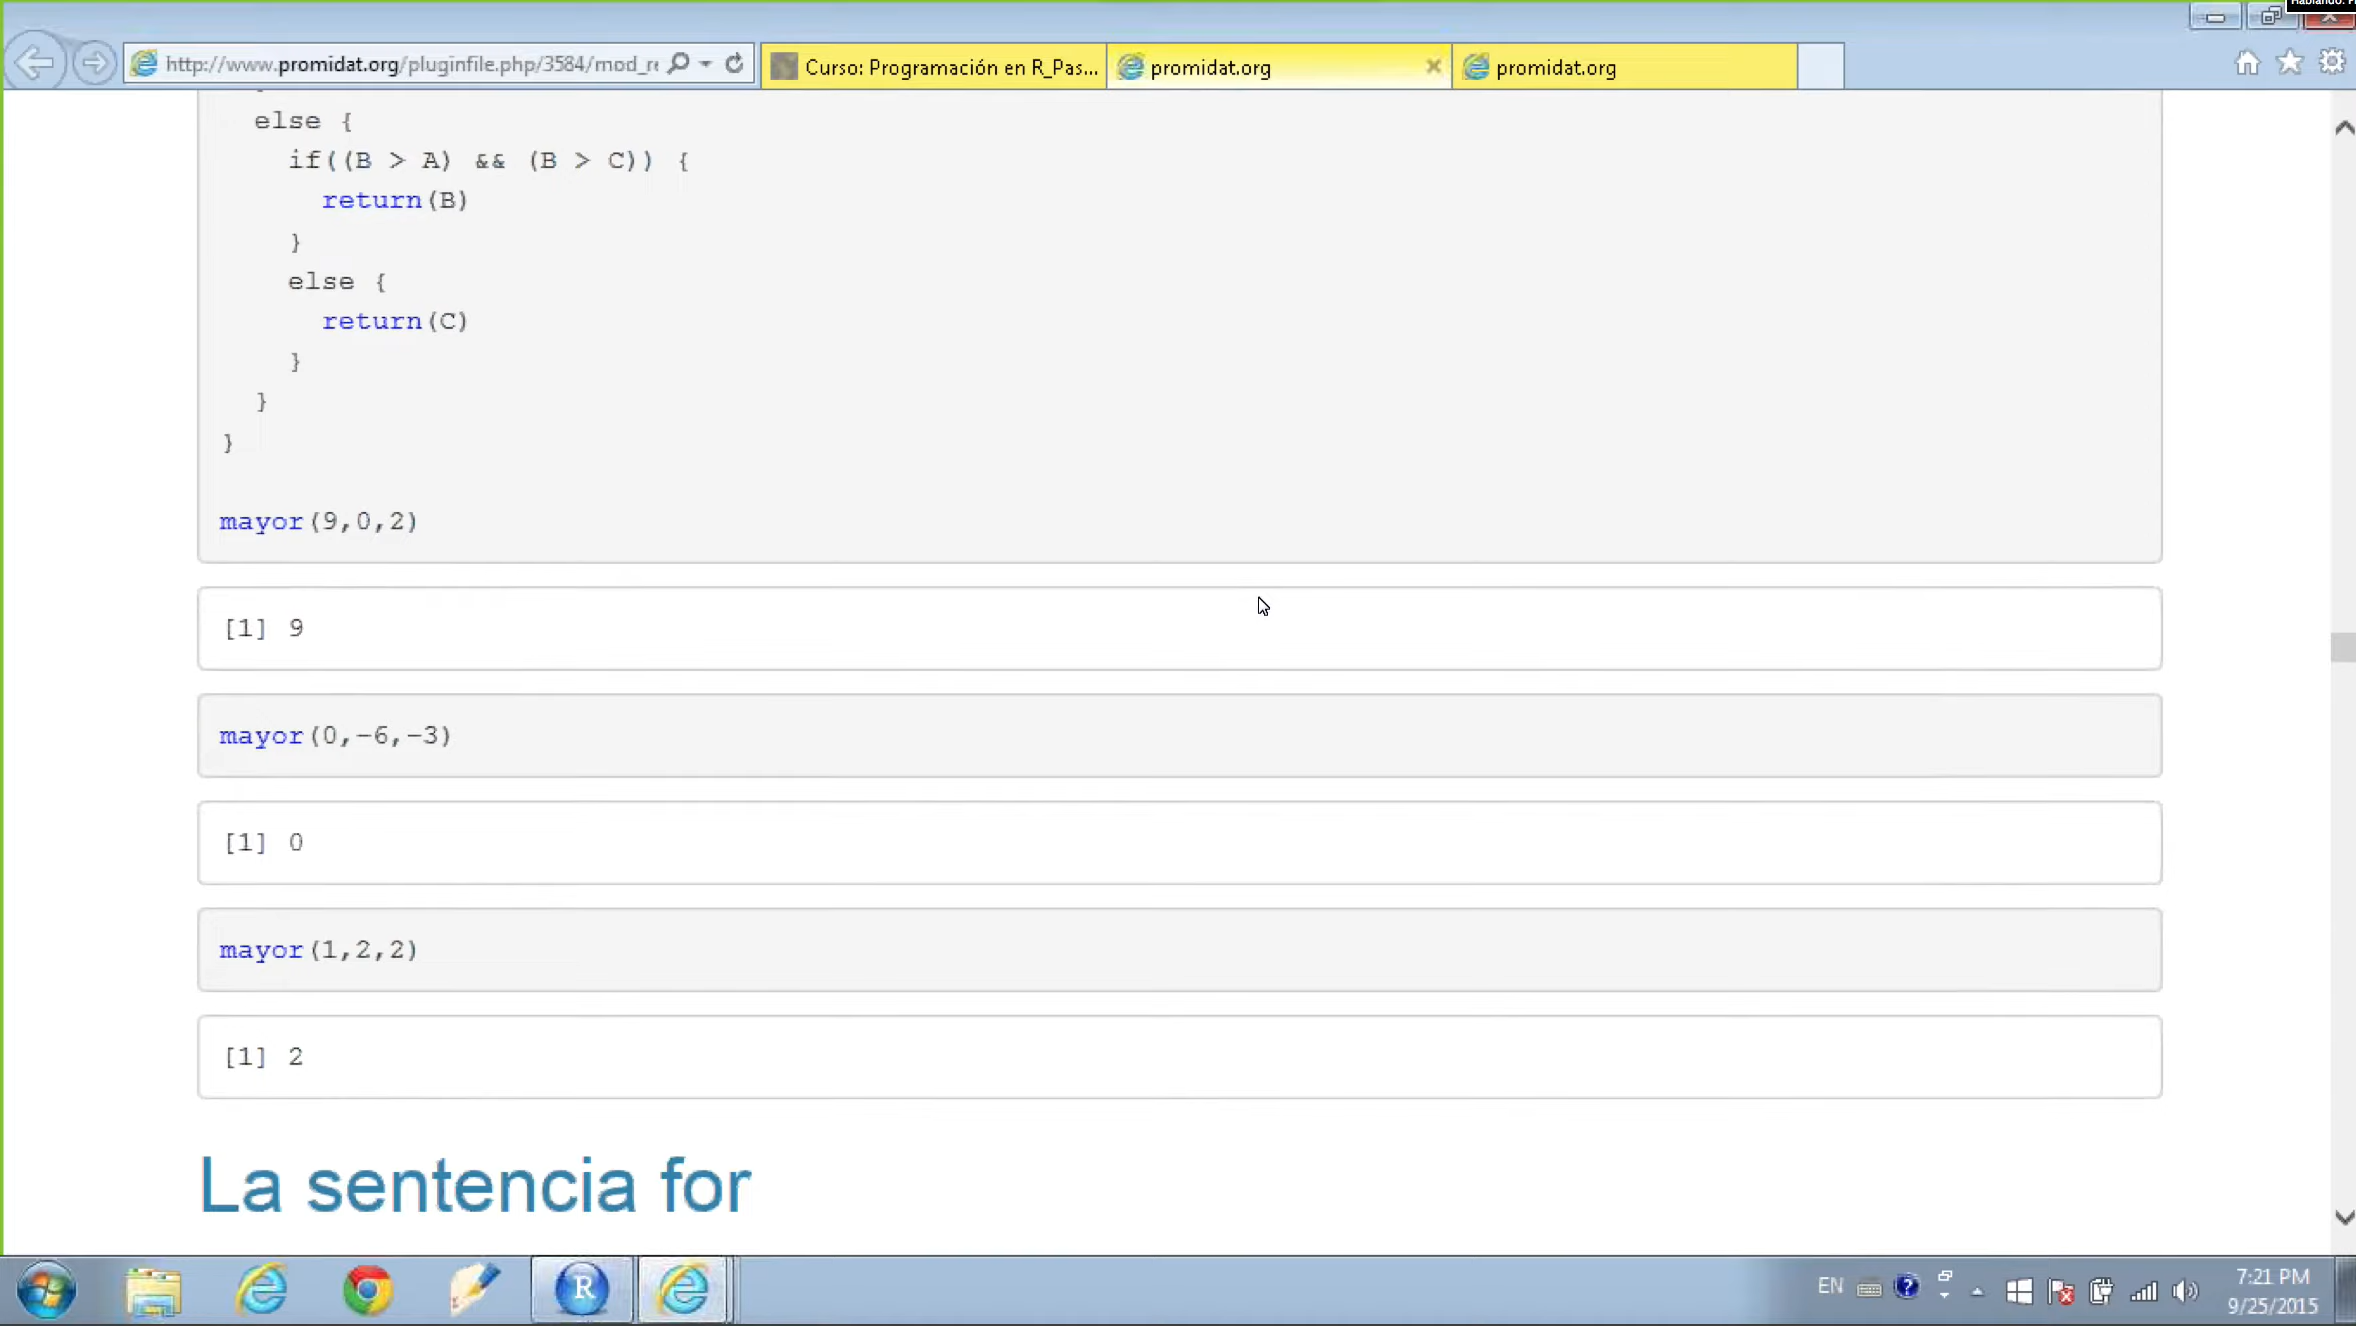 http://www.promidat.org/pluginfile.php/3584/mod_re
Curso: Programación en R_Pas...
promidat.org
promidat.org
else {
if((B > A) && (B > C)) {
return(B)
}
else {
return(C)
}
}
}
mayor(9,0,2)
[1] 9
mayor(0,-6,-3)
[1] 0
mayor(1,2,2)
[1] 2
La sentencia for
EN
7:21 PM
9/25/2015